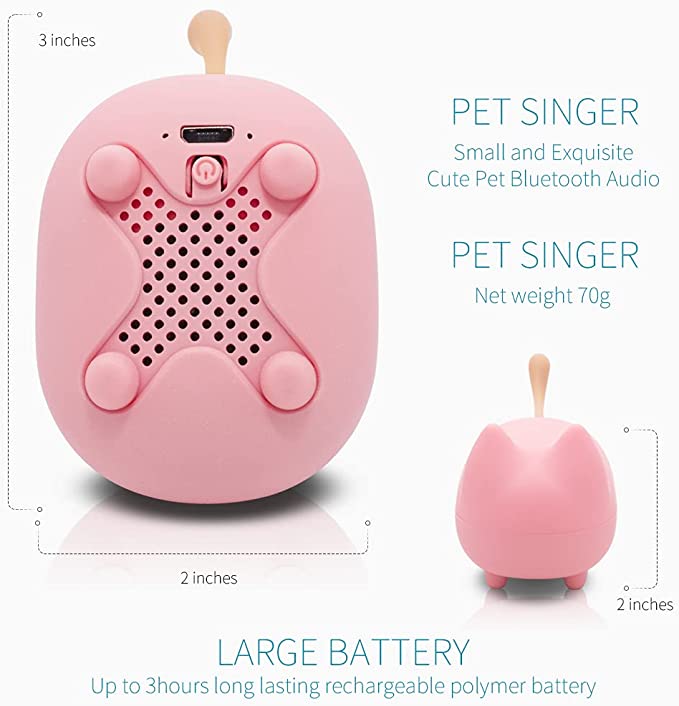 3 inches
PET SINGER
Small and Exquisite
Cute Pet Bluetooth Audio
PET SINGER
Net weight 70g
2 inches
2 inches
LARGE BATTERY
Up to 3hours long lasting rechargeable polymer battery